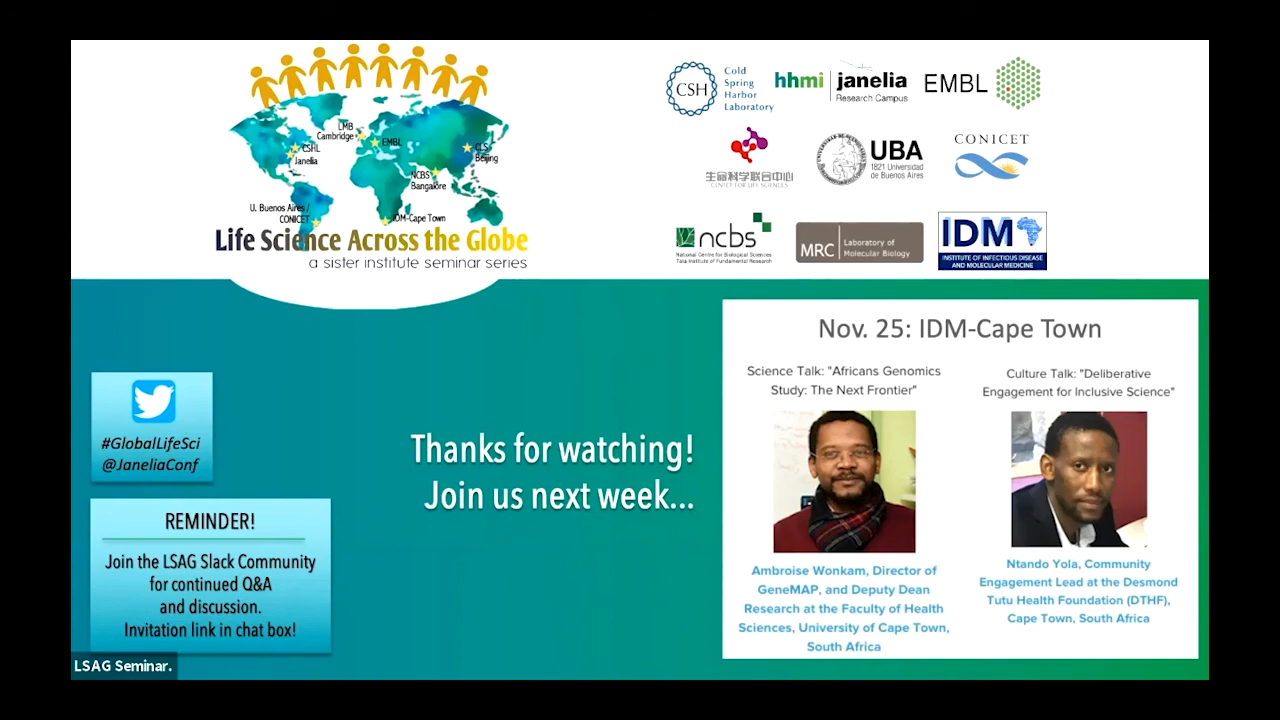 LMB
Cambridge
EMBL
CSHL
Janelia
CLS
Beijing
NCBS
Bangalore
U. Buenos Aires /
CONICET
IDM-Cape Town
Life Science Across the Globe
a sister institute seminar series
CSH
Cold
Spring
Harbor
Laboratory
hhmi janelia
Research Campus
EMBL
生命科学联合中心
CENTER FOR LIFE SCIENCES
UBA
1821 Universidad
de Buenos Aires
CONICET
ncbs
National Centre for Biological Sciences
Tata Institute of Fundamental Research
MRC Laboratory of
Molecular Biology
IDM
INSTITUTE OF INFECTIOUS DISEASE
AND MOLECULAR MEDICINE
#GlobalLifeSci
@JaneliaConf
REMINDER!
Join the LSAG Slack Community
for continued Q&A
and discussion.
Invitation link in chat box!
LSAG Seminar.
Thanks for watching!
Join us next week...
Nov. 25: IDM-Cape Town
Science Talk: "Africans Genomics
Study: The Next Frontier"
Ambroise Wonkam, Director of
GeneMAP, and Deputy Dean
Research at the Faculty of Health
Sciences, University of Cape Town,
South Africa
Culture Talk: "Deliberative
Engagement for Inclusive Science"
Ntando Yola, Community
Engagement Lead at the Desmond
Tutu Health Foundation (DTHF),
Cape Town, South Africa